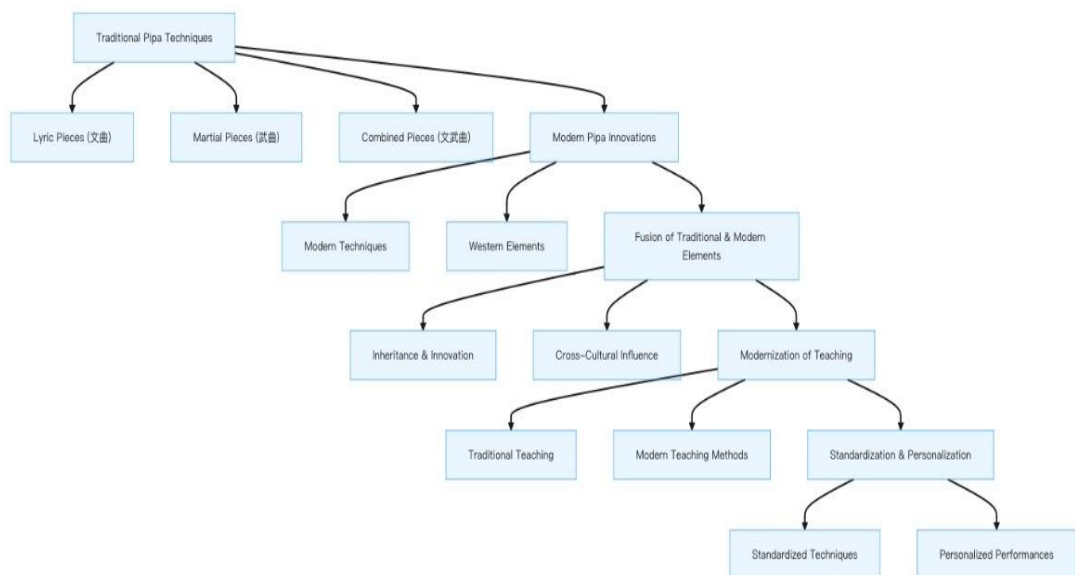 Traditional Pipa Techniques
Lyric Pieces (文曲)
Martial Pieces (武曲)
Combined Pieces (文武曲)
Modern Pipa Innovations
Modern Techniques
Western Elements
Fusion of Traditional & Modern
Elements
Inheritance & Innovation
Cross-Cultural Influence
Modernization of Teaching
Traditional Teaching
Modern Teaching Methods
Standardization & Personalization
Standardized Techniques
Personalized Performances